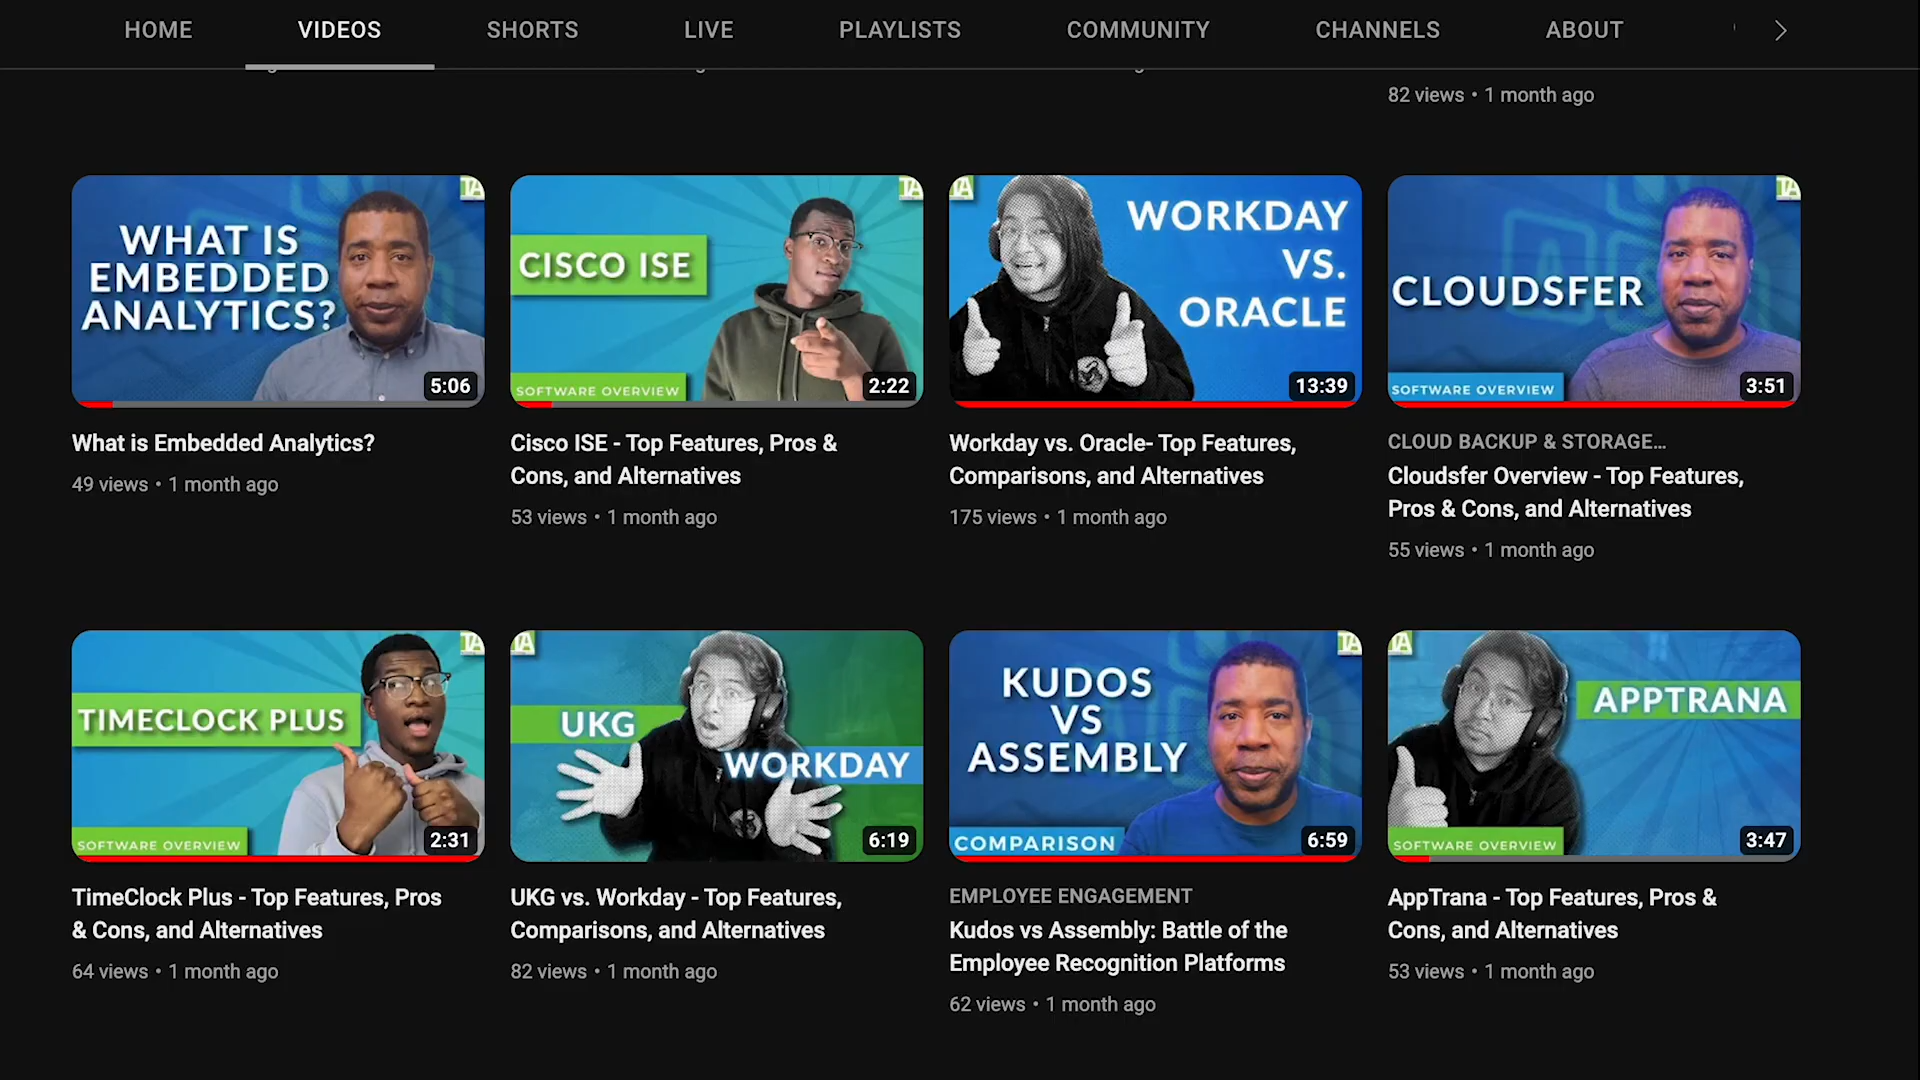 HOME VIDEOS SHORTS LIVE PLAYLISTS COMMUNITY CHANNELS ABOUT
82 views • 1 month ago
WHAT IS
EMBEDDED
ANALYTICS?
TA
5:06
CISCO ISE
SOFTWARE OVERVIEW
TA
2:22
TA
WORKDAY
VS.
ORACLE
13:39
TA
CLOUDSFER
SOFTWARE OVERVIEW
3:51
What is Embedded Analytics?
49 views • 1 month ago
Cisco ISE - Top Features, Pros &
Cons, and Alternatives
53 views • 1 month ago
Workday vs. Oracle- Top Features,
Comparisons, and Alternatives
175 views • 1 month ago
CLOUD BACKUP & STORAGE...
Cloudsfer Overview - Top Features,
Pros & Cons, and Alternatives
55 views • 1 month ago
TA
TIMECLOCK PLUS
SOFTWARE OVERVIEW
2:31
TA
UKG
WORKDAY
6:19
TA
KUDOS
VS
ASSEMBLY
COMPARISON
6:59
TA
APPTRANA
SOFTWARE OVERVIEW
3:47
TimeClock Plus - Top Features, Pros
& Cons, and Alternatives
64 views • 1 month ago
UKG vs. Workday - Top Features,
Comparisons, and Alternatives
82 views • 1 month ago
EMPLOYEE ENGAGEMENT
Kudos vs Assembly: Battle of the
Employee Recognition Platforms
62 views • 1 month ago
AppTrana - Top Features, Pros &
Cons, and Alternatives
53 views • 1 month ago